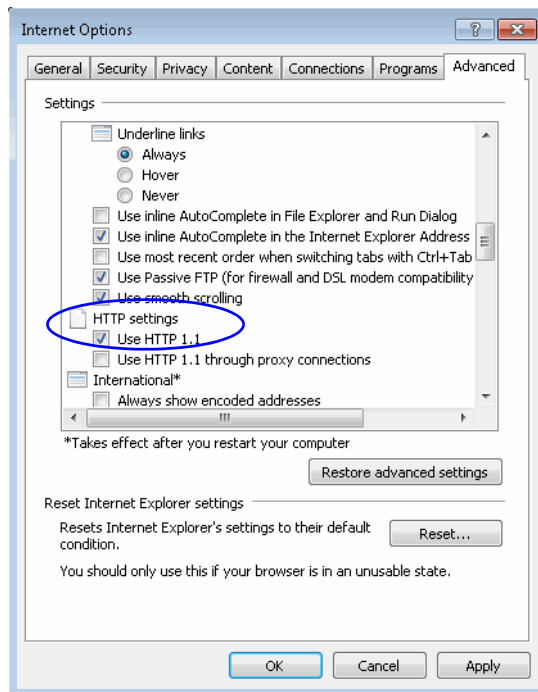 Internet Options
General Security Privacy Content Connections Programs Advanced
Settings
Underline links
Always
Hover
Never
Use inline AutoComplete in File Explorer and Run Dialog
Use inline AutoComplete in the Internet Explorer Address
Use most recent order when switching tabs with Ctrl+Tab
Use Passive FTP (for firewall and DSL modem compatibility
Use smooth scrolling
HTTP settings
Use HTTP 1.1
Use HTTP 1.1 through proxy connections
International*
Always show encoded addresses
*Takes effect after you restart your computer
Restore advanced settings
Reset Internet Explorer settings
Resets Internet Explorer's settings to their default
condition.
Reset...
You should only use this if your browser is in an unusable state.
OK Cancel Apply